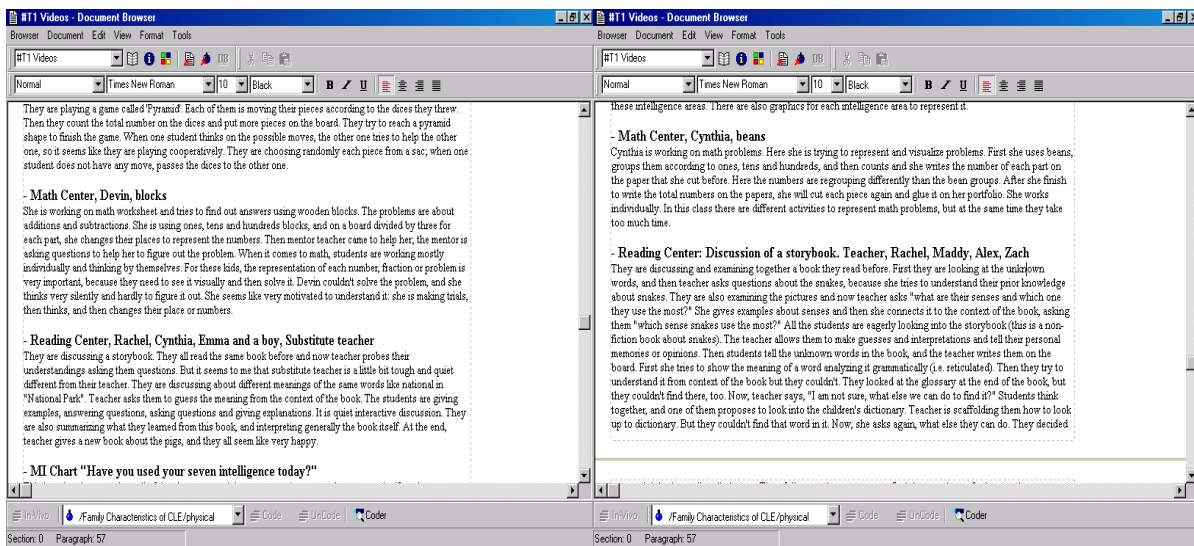 #T1 Videos - Document Browser
Browser Document Edit View Format Tools
#T1 Videos DB
Normal Times New Roman 10 Black B I U
They are playing a game called 'Pyramid'. Each of them is moving their pieces according to the dices they threw.
Then they count the total number on the dices and put more pieces on the board. They try to reach a pyramid
shape to finish the game. When one student thinks on the possible moves, the other one tries to help the other
one, so it seems like they are playing cooperatively. They are choosing randomly each piece from a sac; when one
student does not have any move, passes the dices to the other one.
- Math Center, Devin, blocks
She is working on math worksheet and tries to find out answers using wooden blocks. The problems are about
additions and subtractions. She is using ones, tens and hundreds blocks, and on a board divided by three for
each part, she changes their places to represent the numbers. Then mentor teacher came to help her; the mentor is
asking questions to help her to figure out the problem. When it comes to math, students are working mostly
individually and thinking by themselves. For these kids, the representation of each number, fraction or problem is
very important, because they need to see it visually and then solve it. Devin couldn't solve the problem, and she
thinks very silently and hardly to figure it out. She seems like very motivated to understand it: she is making trials,
then thinks, and then changes their place or numbers.
- Reading Center, Rachel, Cynthia, Emma and a boy, Substitute teacher
They are discussing a storybook. They all read the same book before and now teacher probes their
understandings asking them questions. But it seems to me that substitute teacher is a little bit tough and quiet
different from their teacher. They are discussing about different meanings of the same words like national in
"National Park". Teacher asks them to guess the meaning from the context of the book. The students are giving
examples, answering questions, asking questions and giving explanations. It is quiet interactive discussion. They
are also summarizing what they learned from this book, and interpreting generally the book itself. At the end,
teacher gives a new book about the pigs, and they all seem like very happy.
- MI Chart "Have you used your seven intelligence today?"
In-Vivo /Family Characteristics of CLE/physical Code UnCode Coder
Section: 0 Paragraph: 57
#T1 Videos - Document Browser
Browser Document Edit View Format Tools
#T1 Videos DB
Normal Times New Roman 10 Black B I U
these intelligence areas. There are also graphics for each intelligence area to represent it.
- Math Center, Cynthia, beans
Cynthia is working on math problems. Here she is trying to represent and visualize problems. First she uses beans,
groups them according to ones, tens and hundreds, and then counts and she writes the number of each part on
the paper that she cut before. Here the numbers are regrouping differently than the bean groups. After she finish
to write the total numbers on the papers, she will cut each piece again and glue it on her portfolio. She works
individually. In this class there are different activities to represent math problems, but at the same time they take
too much time.
- Reading Center: Discussion of a storybook. Teacher, Rachel, Maddy, Alex, Zach
They are discussing and examining together a book they read before. First they are looking at the unknown
words, and then teacher asks questions about the snakes, because she tries to understand their prior knowledge
about snakes. They are also examining the pictures and now teacher asks "what are their senses and which one
they use the most?" She gives examples about senses and then she connects it to the context of the book, asking
them "which sense snakes use the most?" All the students are eagerly looking into the storybook (this is a non-
fiction book about snakes). The teacher allows them to make guesses and interpretations and tell their personal
memories or opinions. Then students tell the unknown words in the book, and the teacher writes them on the
board. First she tries to show the meaning of a word analyzing it grammatically (i.e. reticulated). Then they try to
understand it from context of the book but they couldn't. They looked at the glossary at the end of the book, but
they couldn't find there, too. Now, teacher says, "I am not sure, what else we can do to find it?" Students think
together, and one of them proposes to look into the children's dictionary. Teacher is scaffolding them how to look
up to dictionary. But they couldn't find that word in it. Now, she asks again, what else they can do. They decided
In-Vivo /Family Characteristics of CLE/physical Code UnCode Coder
Section: 0 Paragraph: 57